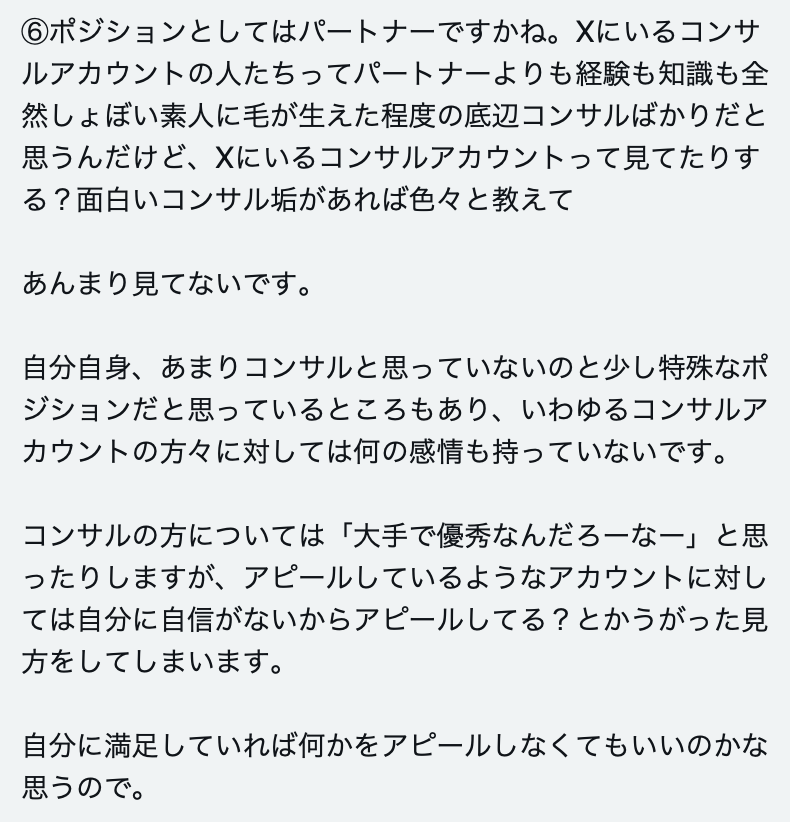 ⑥ポジションとしてはパートナーですかね。Xにいるコンサ
ルアカウントの人たちってパートナーよりも経験も知識も全
然しょぼい素人に毛が生えた程度の底辺コンサルばかりだと
思うんだけど、Xにいるコンサルアカウントって見てたりす
る？面白いコンサル垢があれば色々と教えて
あんまり見てないです。
自分自身、あまりコンサルと思っていないのと少し特殊なポ
ジションだと思っているところもあり、いわゆるコンサルア
カウントの方々に対しては何の感情も持っていないです。
コンサルの方については「大手で優秀なんだろーなー」と思
ったりしますが、アピールしているようなアカウントに対し
ては自分に自信がないからアピールしてる？とかうがった見
方をしてしまいます。
自分に満足していれば何かをアピールしなくてもいいのかな
思うので。